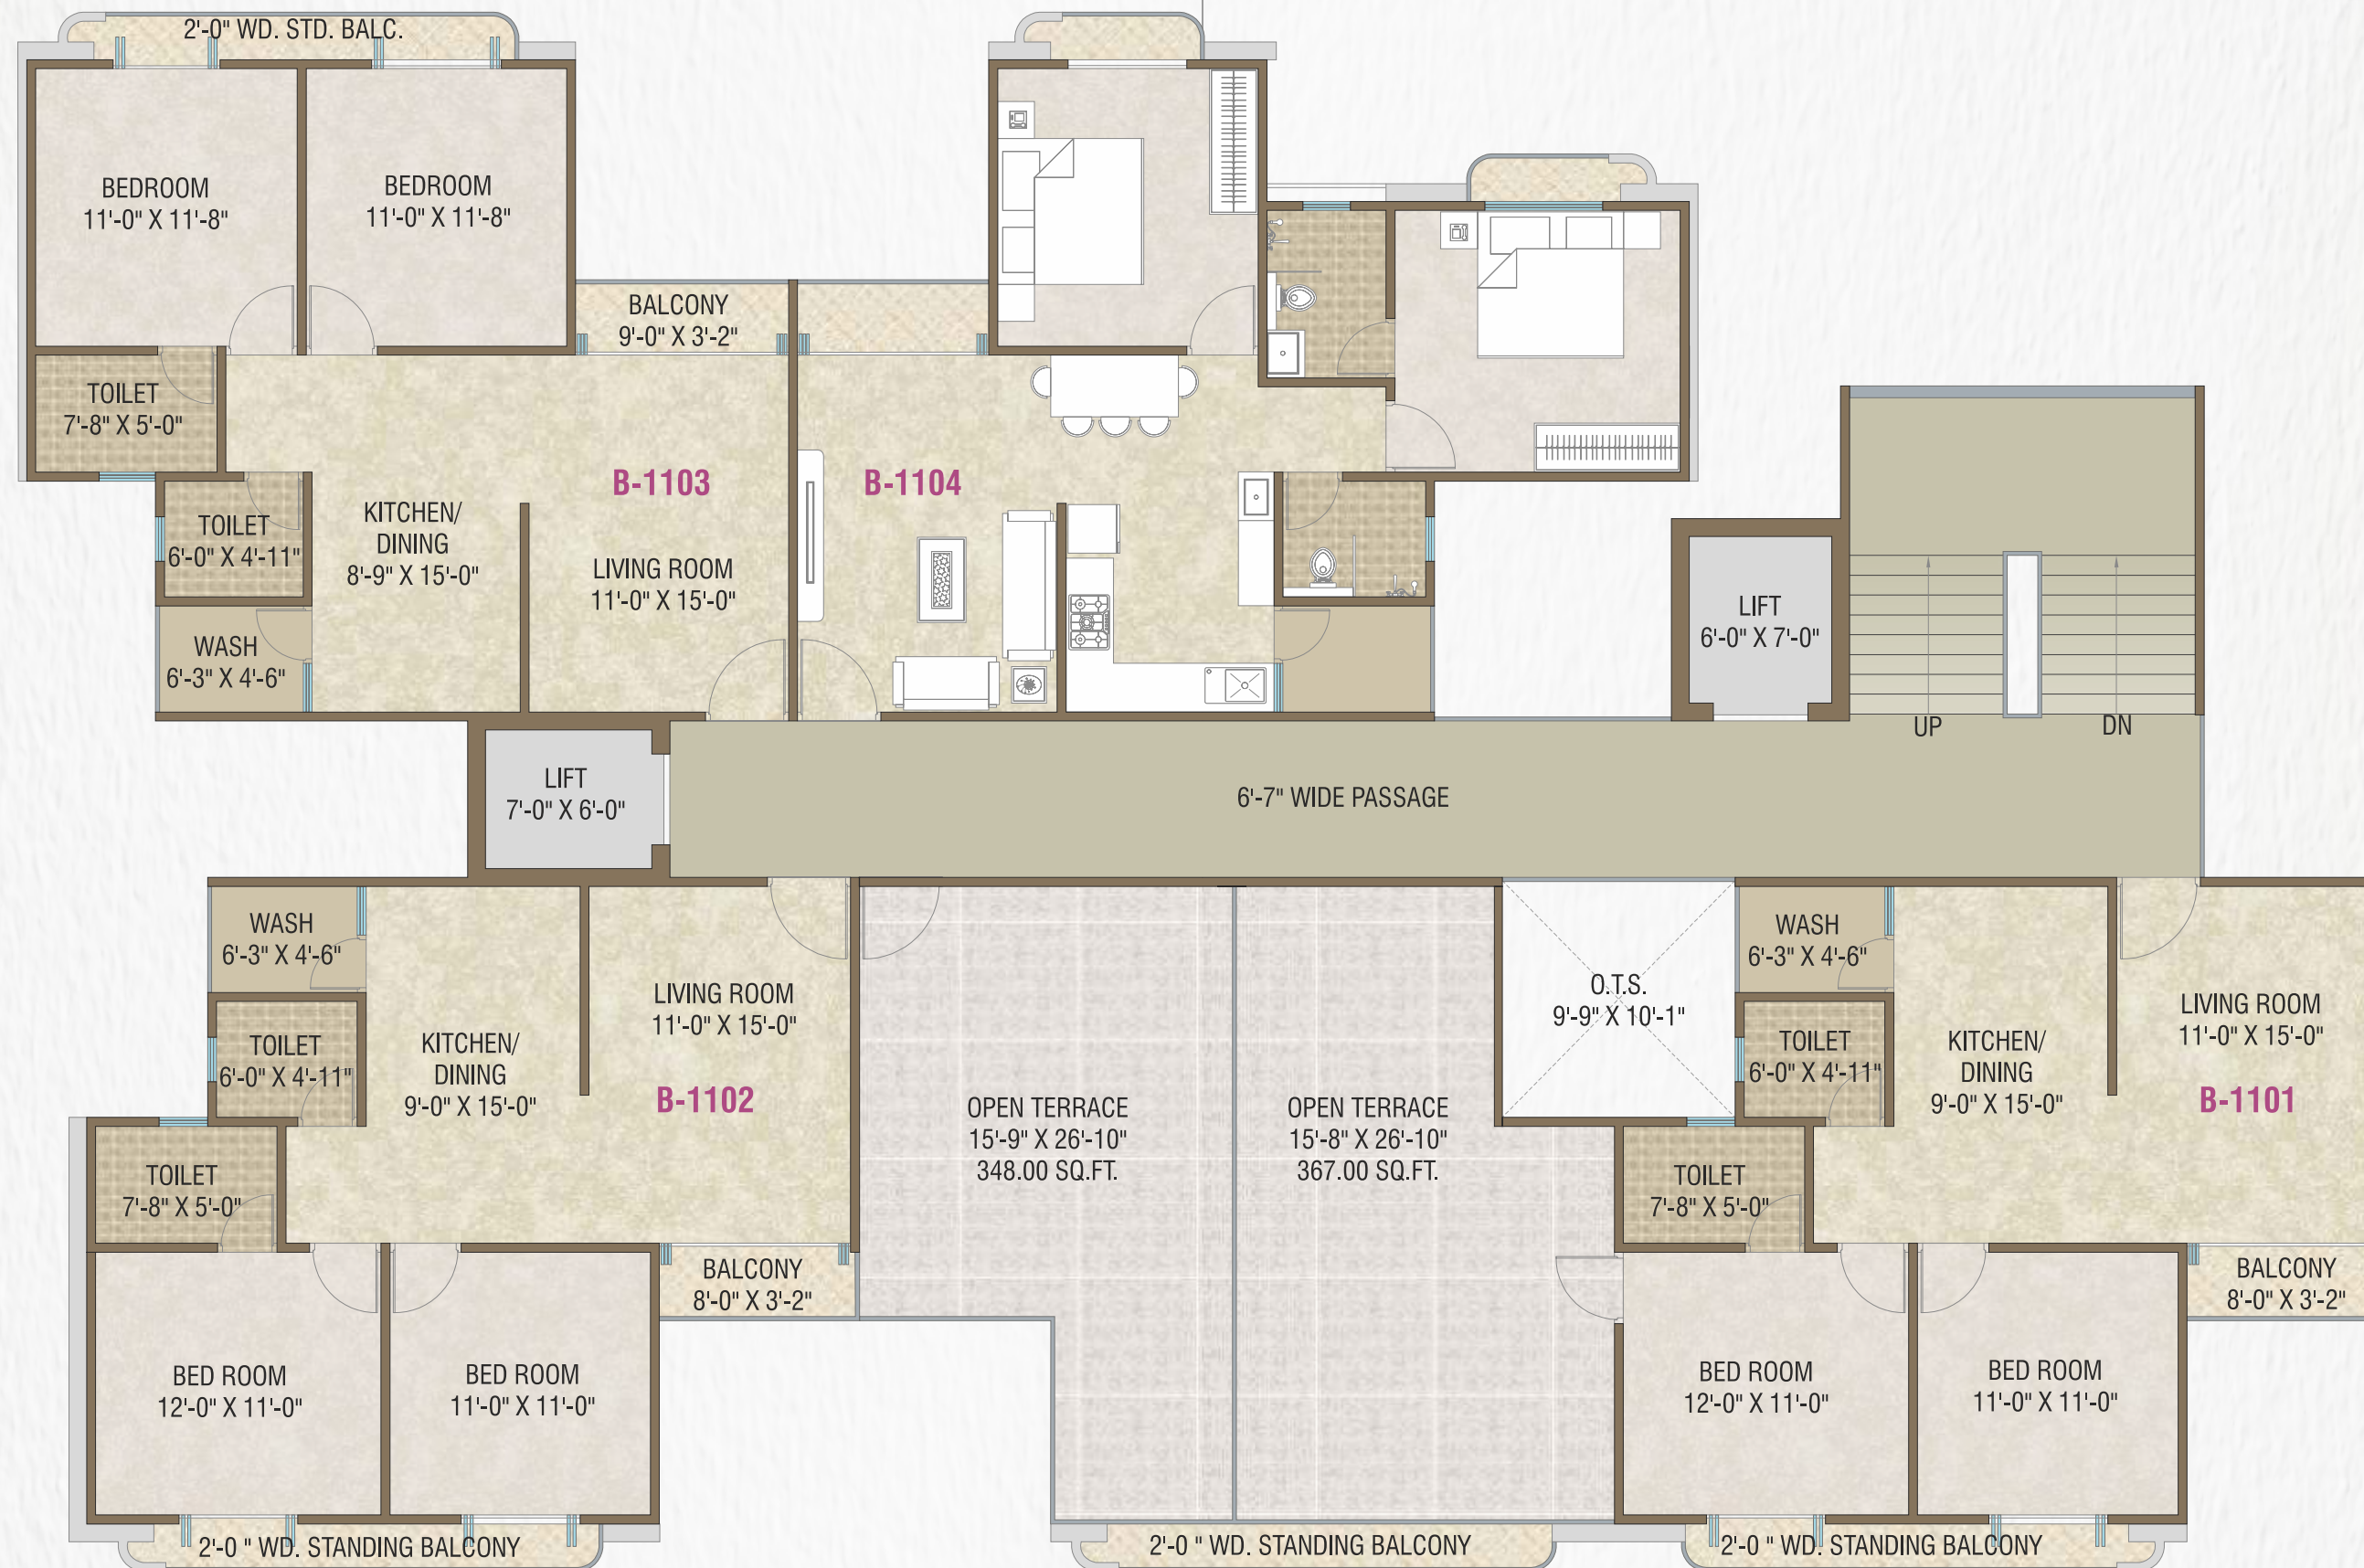 2'-0" WD. STD. BALC.
BEDROOM
11'-0" X 11'-8"
BEDROOM
11'-0" X 11'-8"
BALCONY
9'-0" X 3'-2"
TOILET
7'-8" X 5'-0"
B-1103
B-1104
TOILET
6'-0" X 4'-11"
KITCHEN/
DINING
8'-9" X 15'-0"
LIVING ROOM
11'-0" X 15'-0"
WASH
6'-3" X 4'-6"
LIFT
6'-0" X 7'-0"
UP
DN
LIFT
7'-0" X 6'-0"
6'-7" WIDE PASSAGE
WASH
6'-3" X 4'-6"
LIVING ROOM
11'-0" X 15'-0"
TOILET
6'-0" X 4'-11"
KITCHEN/
DINING
9'-0" X 15'-0"
B-1102
TOILET
7'-8" X 5'-0"
BALCONY
8'-0" X 3'-2"
BED ROOM
12'-0" X 11'-0"
BED ROOM
11'-0" X 11'-0"
2'-0 " WD. STANDING BALCONY
OPEN TERRACE
15'-9" X 26'-10"
348.00 SQ.FT.
OPEN TERRACE
15'-8" X 26'-10"
367.00 SQ.FT.
2'-0 " WD. STANDING BALCONY
O.T.S.
9'-9" X 10'-1"
WASH
6'-3" X 4'-6"
TOILET
6'-0" X 4'-11"
KITCHEN/
DINING
9'-0" X 15'-0"
LIVING ROOM
11'-0" X 15'-0"
B-1101
TOILET
7'-8" X 5'-0"
BALCONY
8'-0" X 3'-2"
BED ROOM
12'-0" X 11'-0"
BED ROOM
11'-0" X 11'-0"
2'-0 " WD. STANDING BALCONY